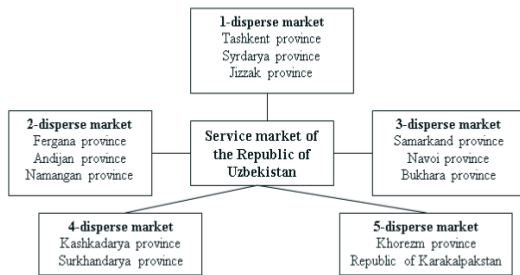 1-disperse market
Tashkent province
Syrdarya province
Jizzak province
2-disperse market
Fergana province
Andijan province
Namangan province
Service market of
the Republic of
Uzbekistan
3-disperse market
Samarkand province
Navoi province
Bukhara province
4-disperse market
Kashkadarya province
Surkhandarya province
5-disperse market
Khorezm province
Republic of Karakalpakstan